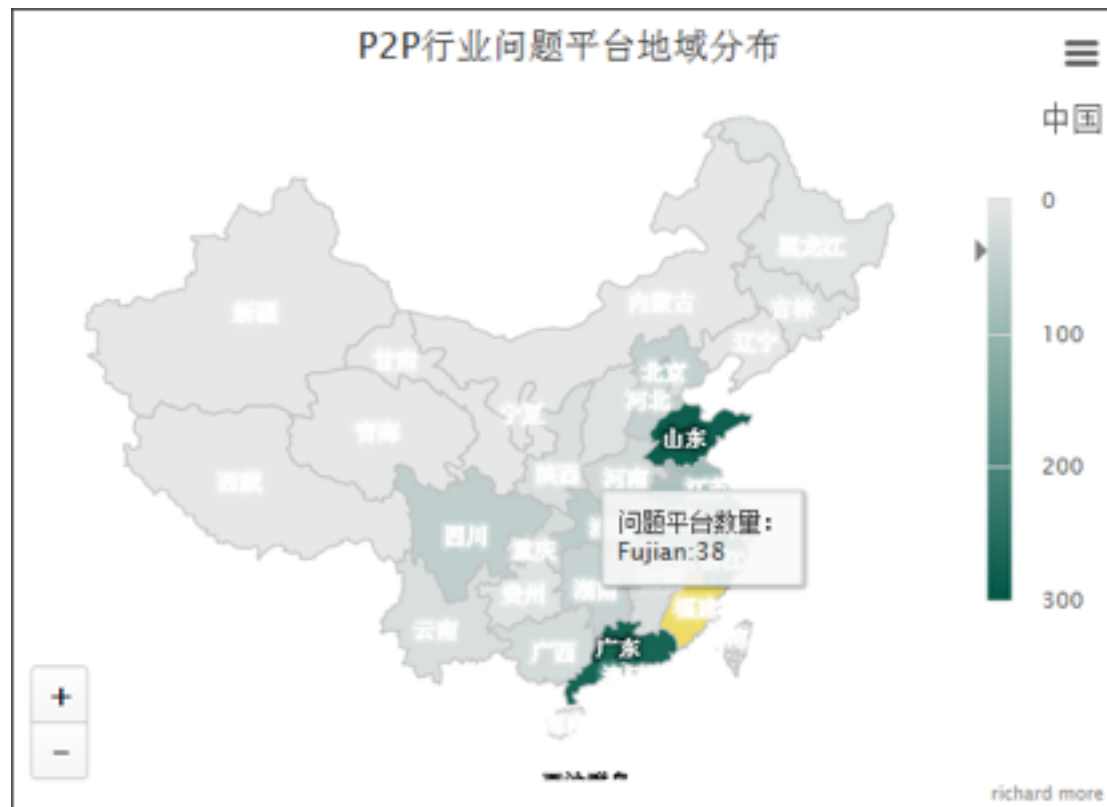 P2P行业问题平台地域分布
中国
0
100
200
300
黑龙江
吉林
辽宁
内蒙古
新疆
甘肃
北京
河北
宁夏
青海
山东
西藏
陕西
河南
四川
重庆
问题平台数量:
Fujian:38
贵州
湖南
福建
云南
广西
广东
+
−
richard more